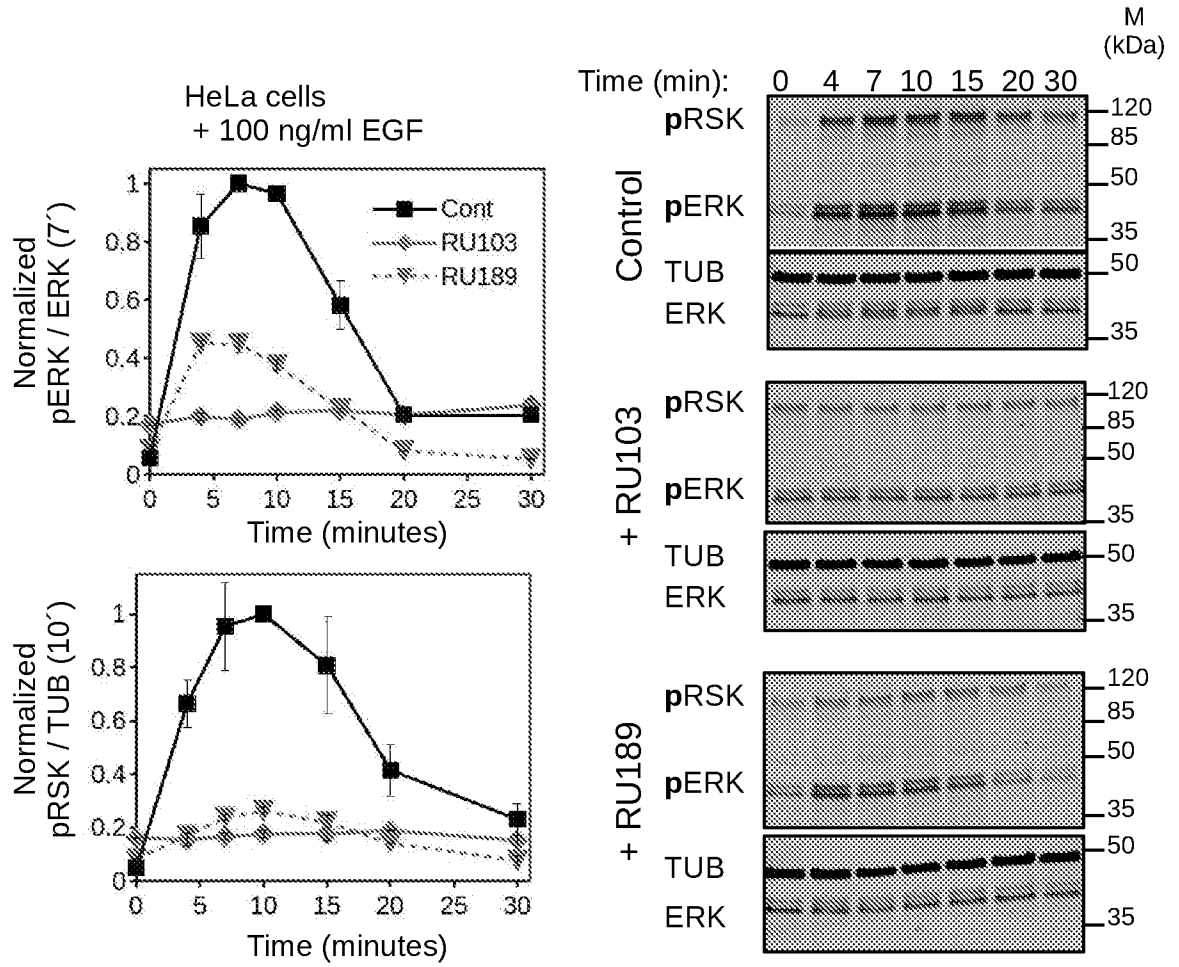 HeLa cells
+ 100 ng/ml EGF
Normalized
pERK / ERK (7´)
1
0.8
0.6
0.4
0.2
0
Cont
RU103
RU189
0 5 10 15 20 25 30
Time (minutes)
Normalized
pRSK / TUB (10´)
1
0.8
0.6
0.4
0.2
0
0 5 10 15 20 25 30
Time (minutes)
M
(kDa)
Time (min): 0 4 7 10 15 20 30
Control
pRSK
pERK
TUB
ERK
120
85
50
35
50
35
+ RU103
pRSK
pERK
TUB
ERK
120
85
50
35
50
35
+ RU189
pRSK
pERK
TUB
ERK
120
85
50
35
50
35